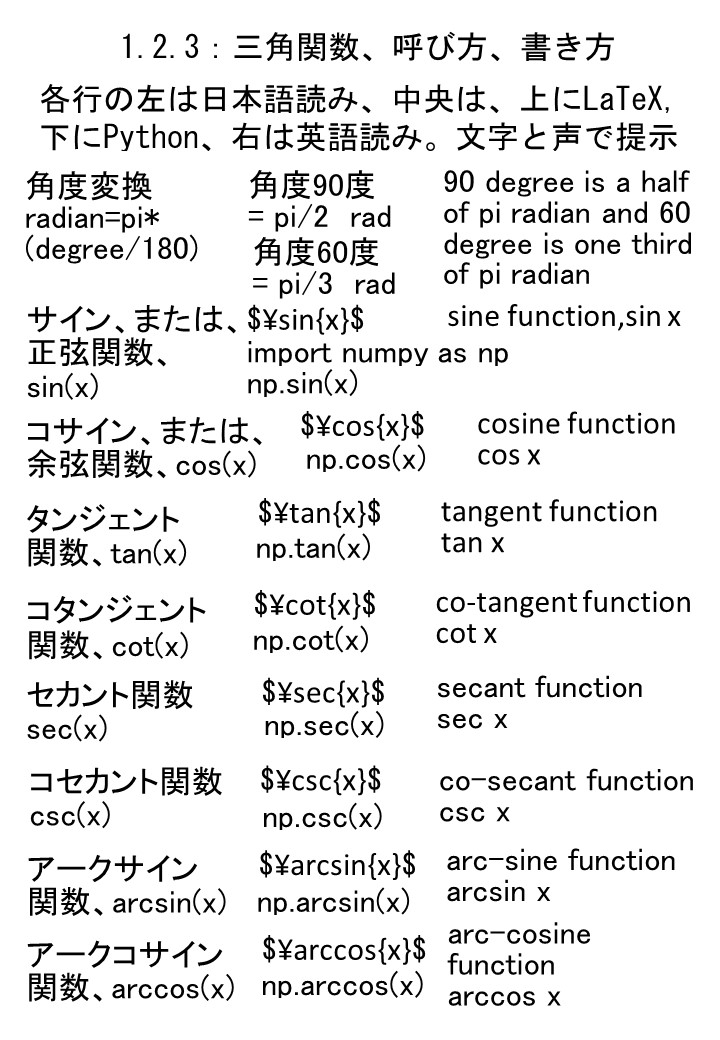 1.2.3：三角関数、呼び方、書き方
各行の左は日本語読み、中央は、上にLaTeX,
下にPython、右は英語読み。文字と声で提示
角度変換
radian=pi*
(degree/180)
角度90度
= pi/2 rad
角度60度
= pi/3 rad
90 degree is a half
of pi radian and 60
degree is one third
of pi radian
サイン、または、
正弦関数、
sin(x)
$¥sin{x}$
import numpy as np
np.sin(x)
sine function,sin x
コサイン、または、
余弦関数、cos(x)
$¥cos{x}$
np.cos(x)
cosine function
cos x
タンジェント
関数、tan(x)
$¥tan{x}$
np.tan(x)
tangent function
tan x
コタンジェント
関数、cot(x)
$¥cot{x}$
np.cot(x)
co-tangent function
cot x
セカント関数
sec(x)
$¥sec{x}$
np.sec(x)
secant function
sec x
コセカント関数
csc(x)
$¥csc{x}$
np.csc(x)
co-secant function
csc x
アークサイン
関数、arcsin(x)
$¥arcsin{x}$
np.arcsin(x)
arc-sine function
arcsin x
アークコサイン
関数、arccos(x)
$¥arccos{x}$
np.arccos(x)
arc-cosine
function
arccos x